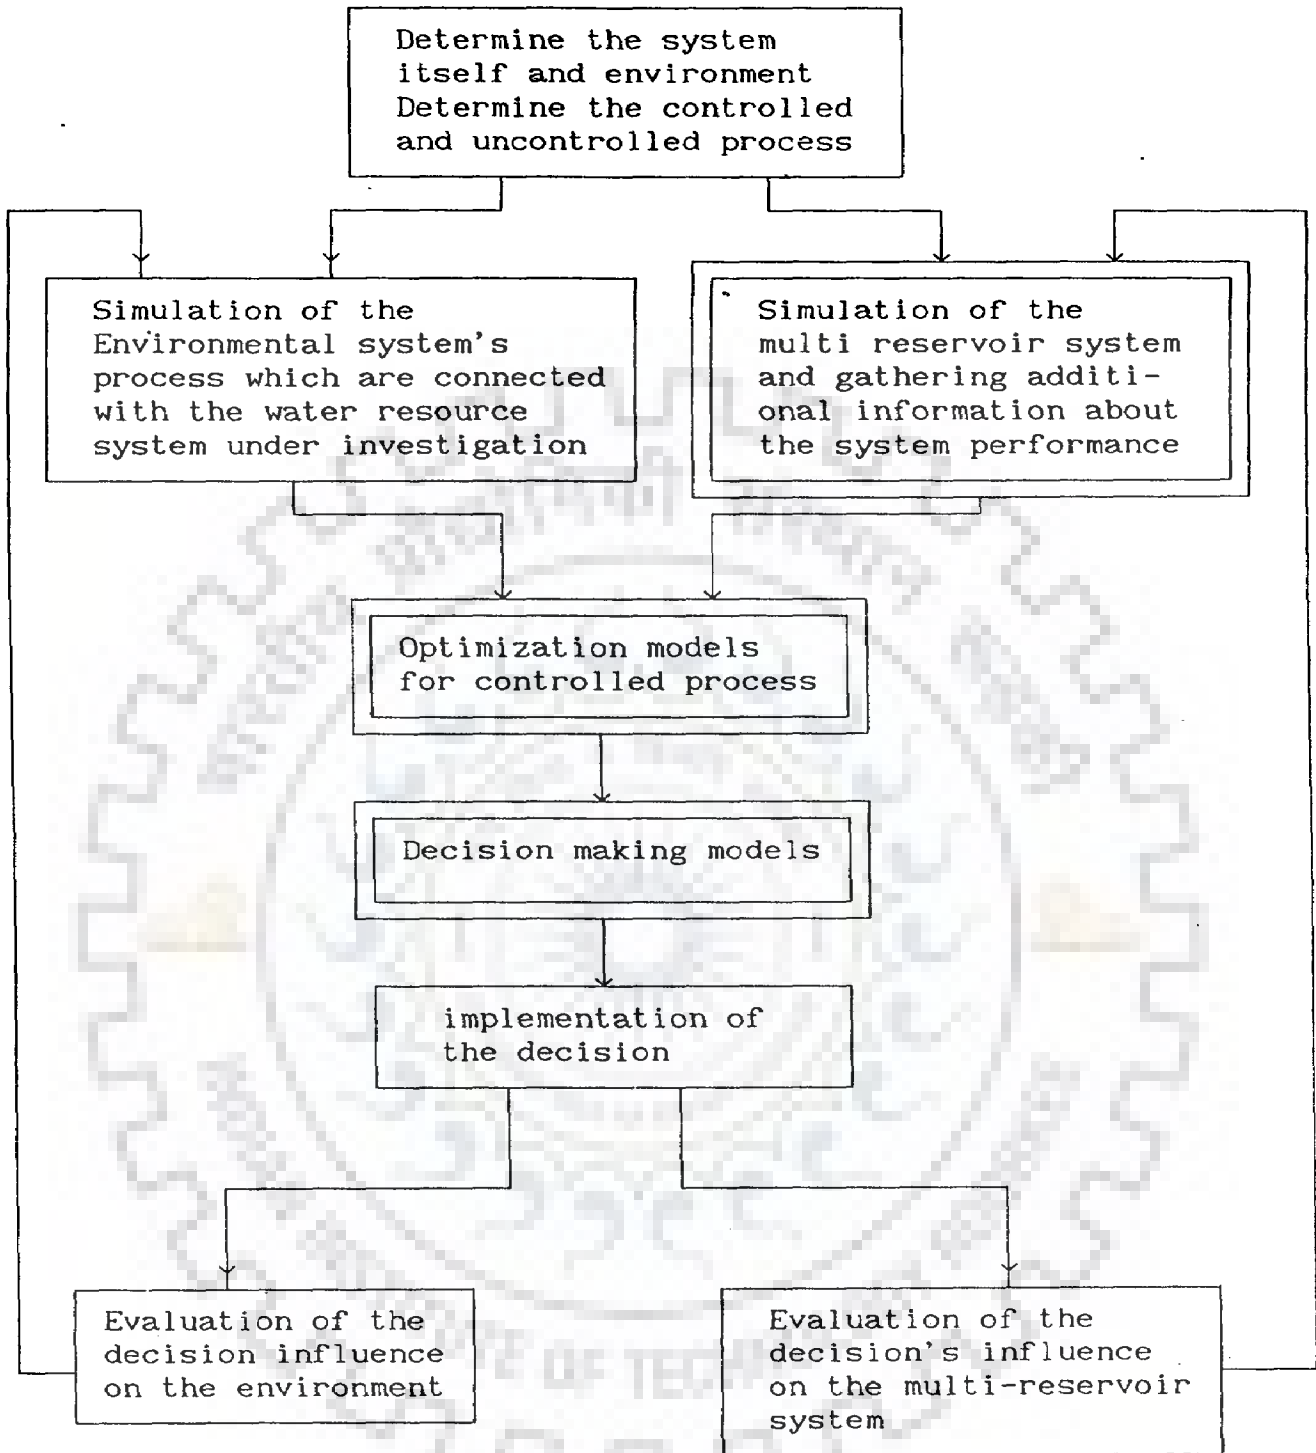 Determine the system
itself and environment
Determine the controlled
and uncontrolled process
Simulation of the
Environmental system's
process which are connected
with the water resource
system under investigation
Simulation of the
multi reservoir system
and gathering additi-
onal information about
the system performance
Optimization models
for controlled process
Decision making models
implementation of
the decision
Evaluation of the
decision influence
on the environment
Evaluation of the
decision's influence
on the multi-reservoir
system